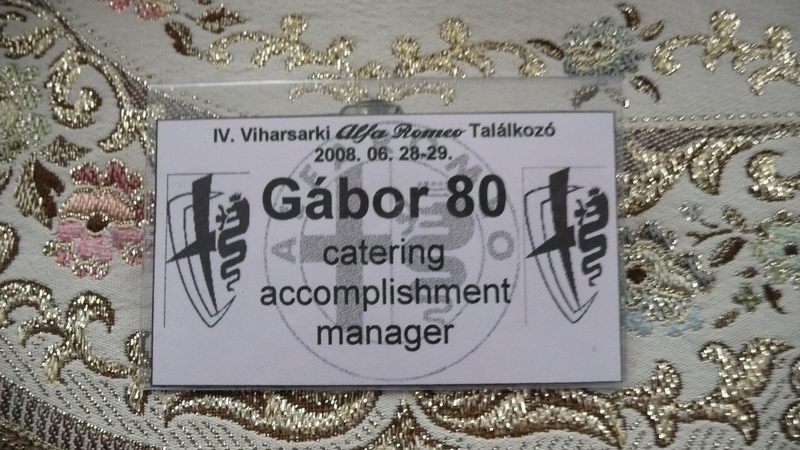 IV. Viharsarki Alfa Romeo Találkozó
2008. 06. 28-29.
Gábor 80
catering
accomplishment
manager